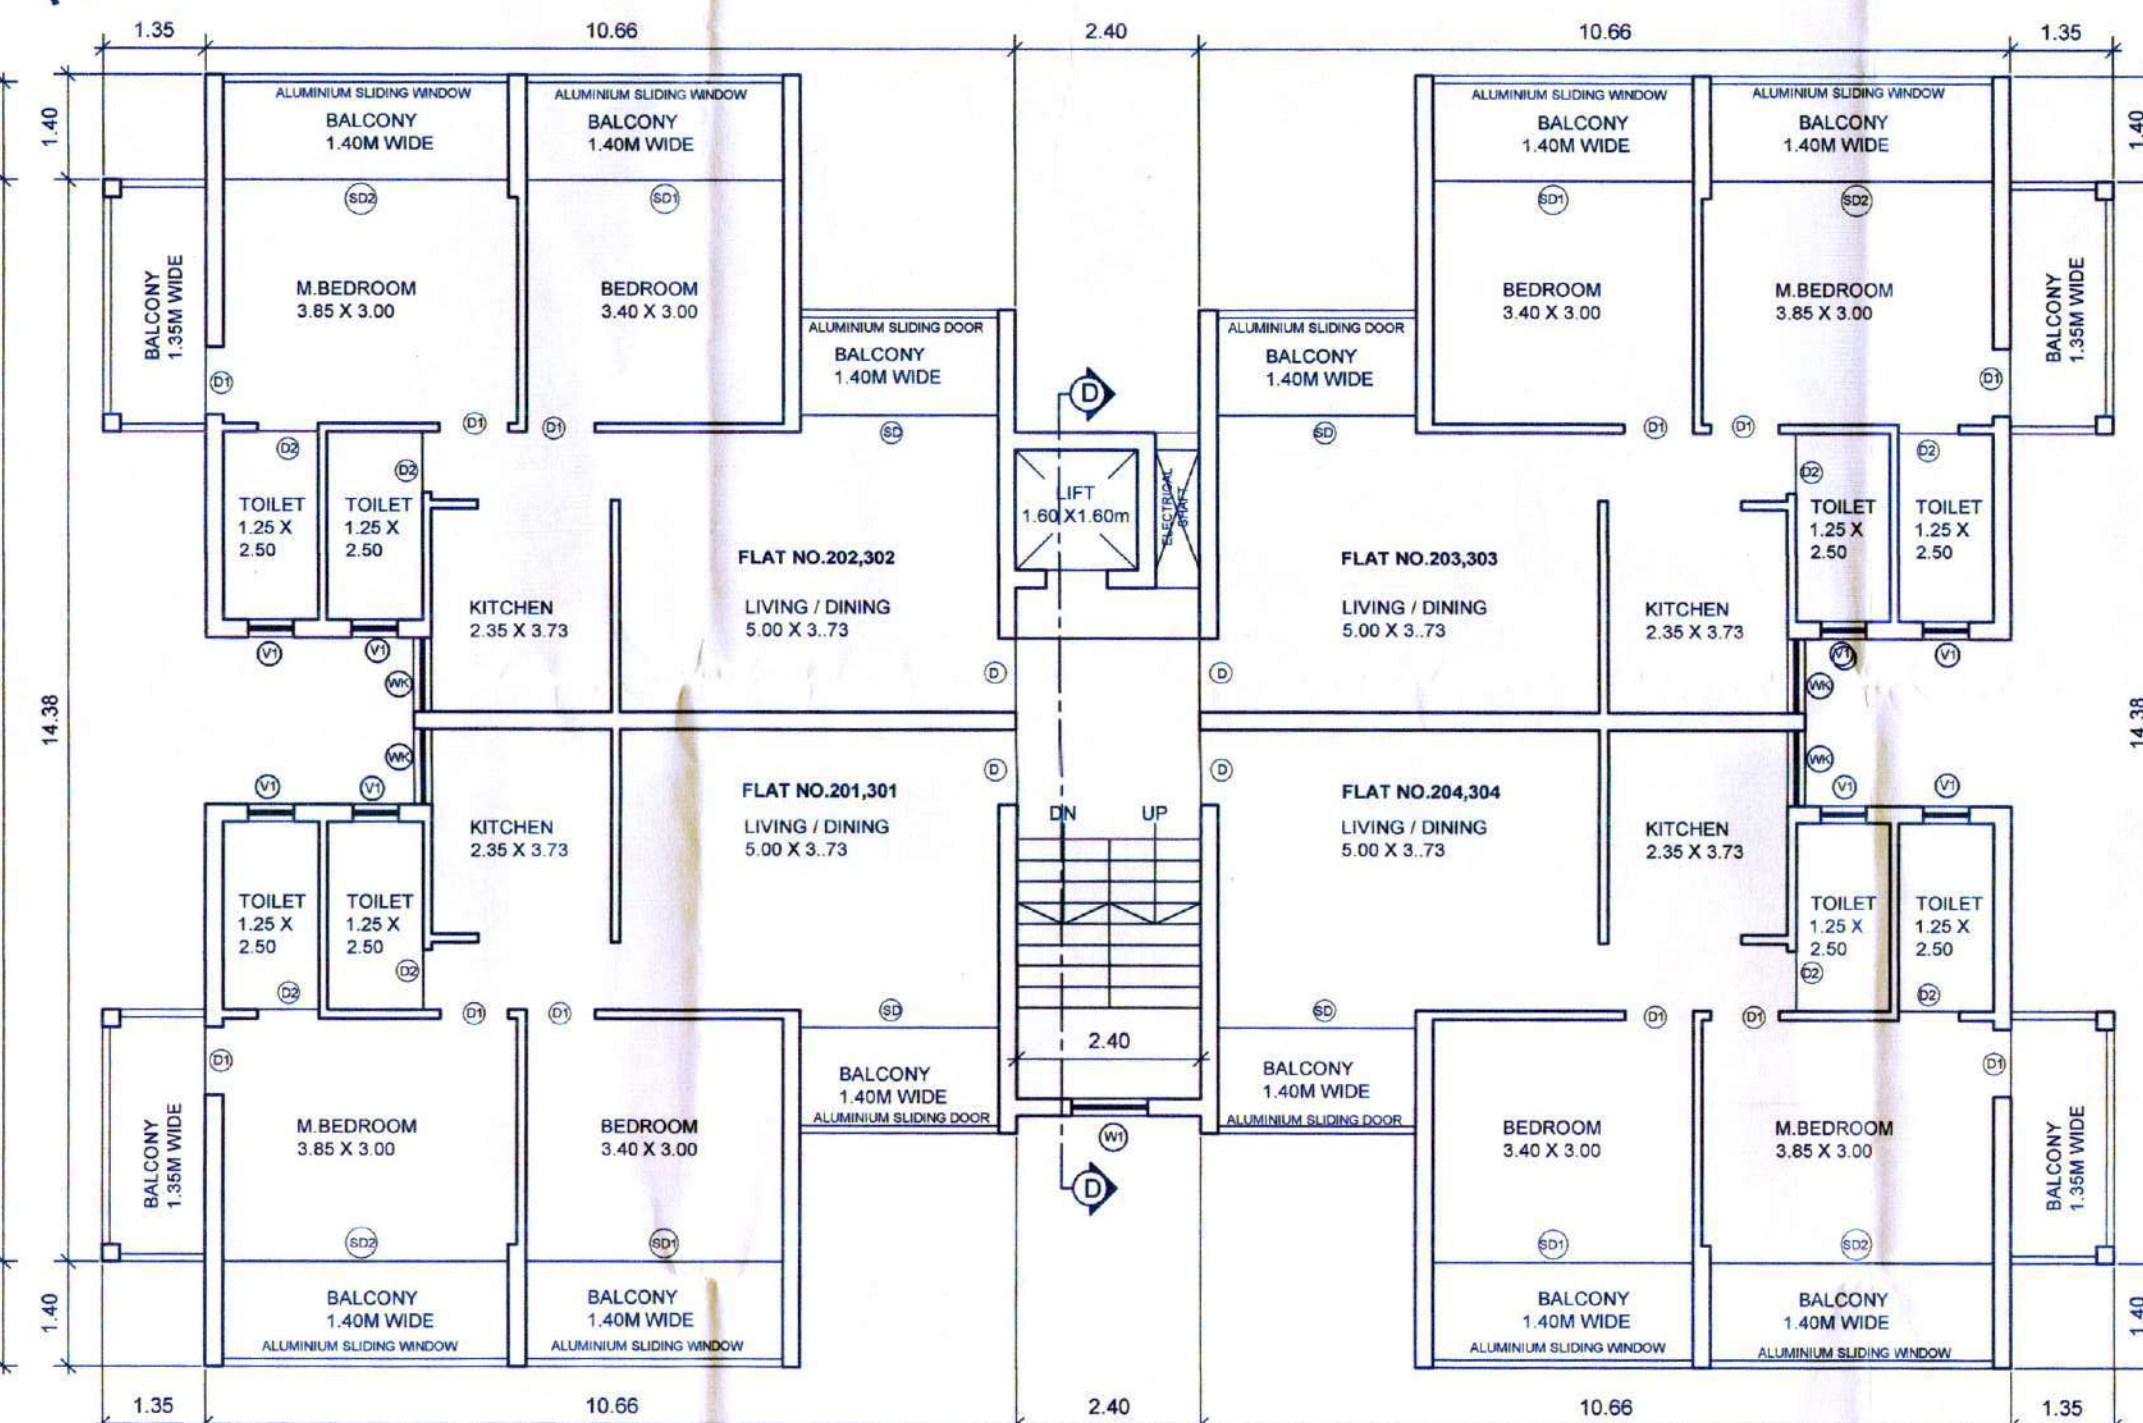 1.35 10.66 2.40 10.66 1.35
ALUMINIUM SLIDING WINDOW ALUMINIUM SLIDING WINDOW ALUMINIUM SLIDING WINDOW ALUMINIUM SLIDING WINDOW
1.40
BALCONY
1.40M WIDE
BALCONY
1.40M WIDE
BALCONY
1.40M WIDE
BALCONY
1.40M WIDE
1.40
SD2 SD1 SD1 SD2
BALCONY
1.35M WIDE
M.BEDROOM
3.85 X 3.00
BEDROOM
3.40 X 3.00
BEDROOM
3.40 X 3.00
M.BEDROOM
3.85 X 3.00
BALCONY
1.35M WIDE
ALUMINIUM SLIDING DOOR
BALCONY
1.40M WIDE
ALUMINIUM SLIDING DOOR
BALCONY
1.40M WIDE
D1 D D1
D1 D1 SD SD D1 D1
D2 D2 D2 D2
TOILET
1.25 X
2.50
TOILET
1.25 X
2.50
LIFT
1.60 X1.60m
ELECTRICAL
SHAFT
TOILET
1.25 X
2.50
TOILET
1.25 X
2.50
FLAT NO.202,302
FLAT NO.203,303
KITCHEN
2.35 X 3.73
LIVING / DINING
5.00 X 3..73
LIVING / DINING
5.00 X 3..73
KITCHEN
2.35 X 3.73
V1 V1 V1 V1
WK D D WK
14.38 14.38
WK D D WK
V1 V1 V1 V1
FLAT NO.201,301
FLAT NO.204,304
DN UP
KITCHEN
2.35 X 3.73
LIVING / DINING
5.00 X 3..73
LIVING / DINING
5.00 X 3..73
KITCHEN
2.35 X 3.73
TOILET
1.25 X
2.50
TOILET
1.25 X
2.50
TOILET
1.25 X
2.50
TOILET
1.25 X
2.50
D2 D2 D2 D2
D1 D1 SD SD D1 D1
D1 2.40 D1
BALCONY
1.40M WIDE
ALUMINIUM SLIDING DOOR
BALCONY
1.40M WIDE
ALUMINIUM SLIDING DOOR
BALCONY
1.35M WIDE
M.BEDROOM
3.85 X 3.00
BEDROOM
3.40 X 3.00
W1
D
BEDROOM
3.40 X 3.00
M.BEDROOM
3.85 X 3.00
BALCONY
1.35M WIDE
SD2 SD1 SD1 SD2
1.40
BALCONY
1.40M WIDE
BALCONY
1.40M WIDE
BALCONY
1.40M WIDE
BALCONY
1.40M WIDE
1.40
ALUMINIUM SLIDING WINDOW ALUMINIUM SLIDING WINDOW ALUMINIUM SLIDING WINDOW ALUMINIUM SLIDING WINDOW
1.35 10.66 2.40 10.66 1.35